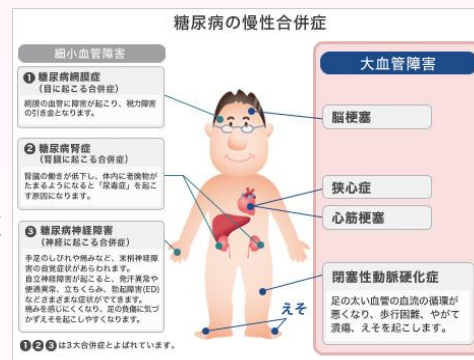 糖尿病の慢性合併症
細小血管障害
❶ 糖尿病網膜症
（目に起こる合併症）
網膜の血管に障害が起こり、視力障害
の引き金となります。
❷ 糖尿病腎症
（腎臓に起こる合併症）
腎臓の働きが低下し、体内に老廃物が
たまるようになると「尿毒症」を起こ
す原因になります。
❸ 糖尿病神経障害
（神経に起こる合併症）
手足のしびれや痛みなど、末梢神経障
害の自覚症状があらわれます。
自立神経障害が起こると、発汗異常や
便通異常、立ちくらみ、勃起障害(ED)
などさまざまな症状がでてきます。
痛みを感じにくくなり、足の負傷に気づ
かずえそを起こしやすくなります。
❶❷❸は3大合併症とよばれています。
えそ
大血管障害
脳梗塞
狭心症
心筋梗塞
閉塞性動脈硬化症
足の太い血管の血流の循環が
悪くなり、歩行困難、やがて
潰瘍、えそを起こします。